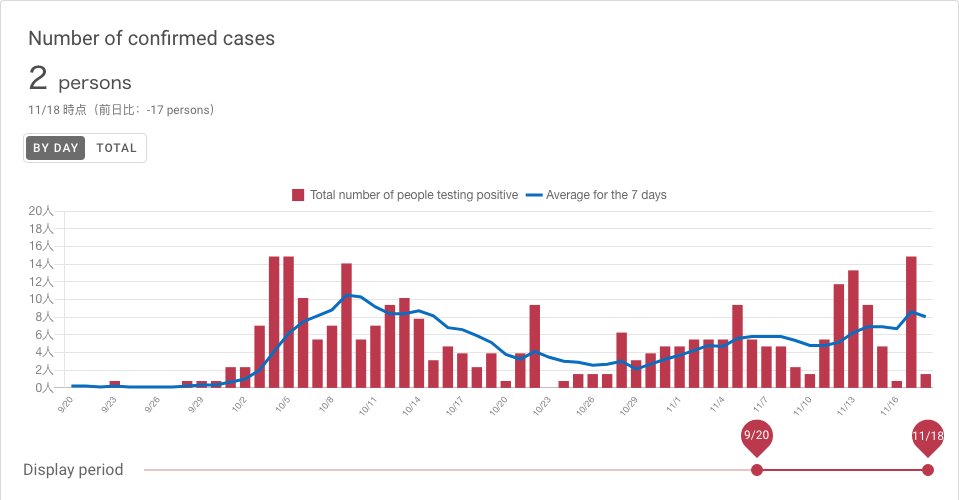 Number of confirmed cases
2 persons
11/18 時点（前日比：-17 persons）
BY DAY TOTAL
Total number of people testing positive Average for the 7 days
20人
18人
16人
14人
12人
10人
8人
6人
4人
2人
0人
9/20 9/23 9/26 9/29 10/2 10/5 10/8 10/11 10/14 10/17 10/20 10/23 10/26 10/29 11/1 11/4 11/7 11/10 11/13 11/16
9/20 11/18
Display period